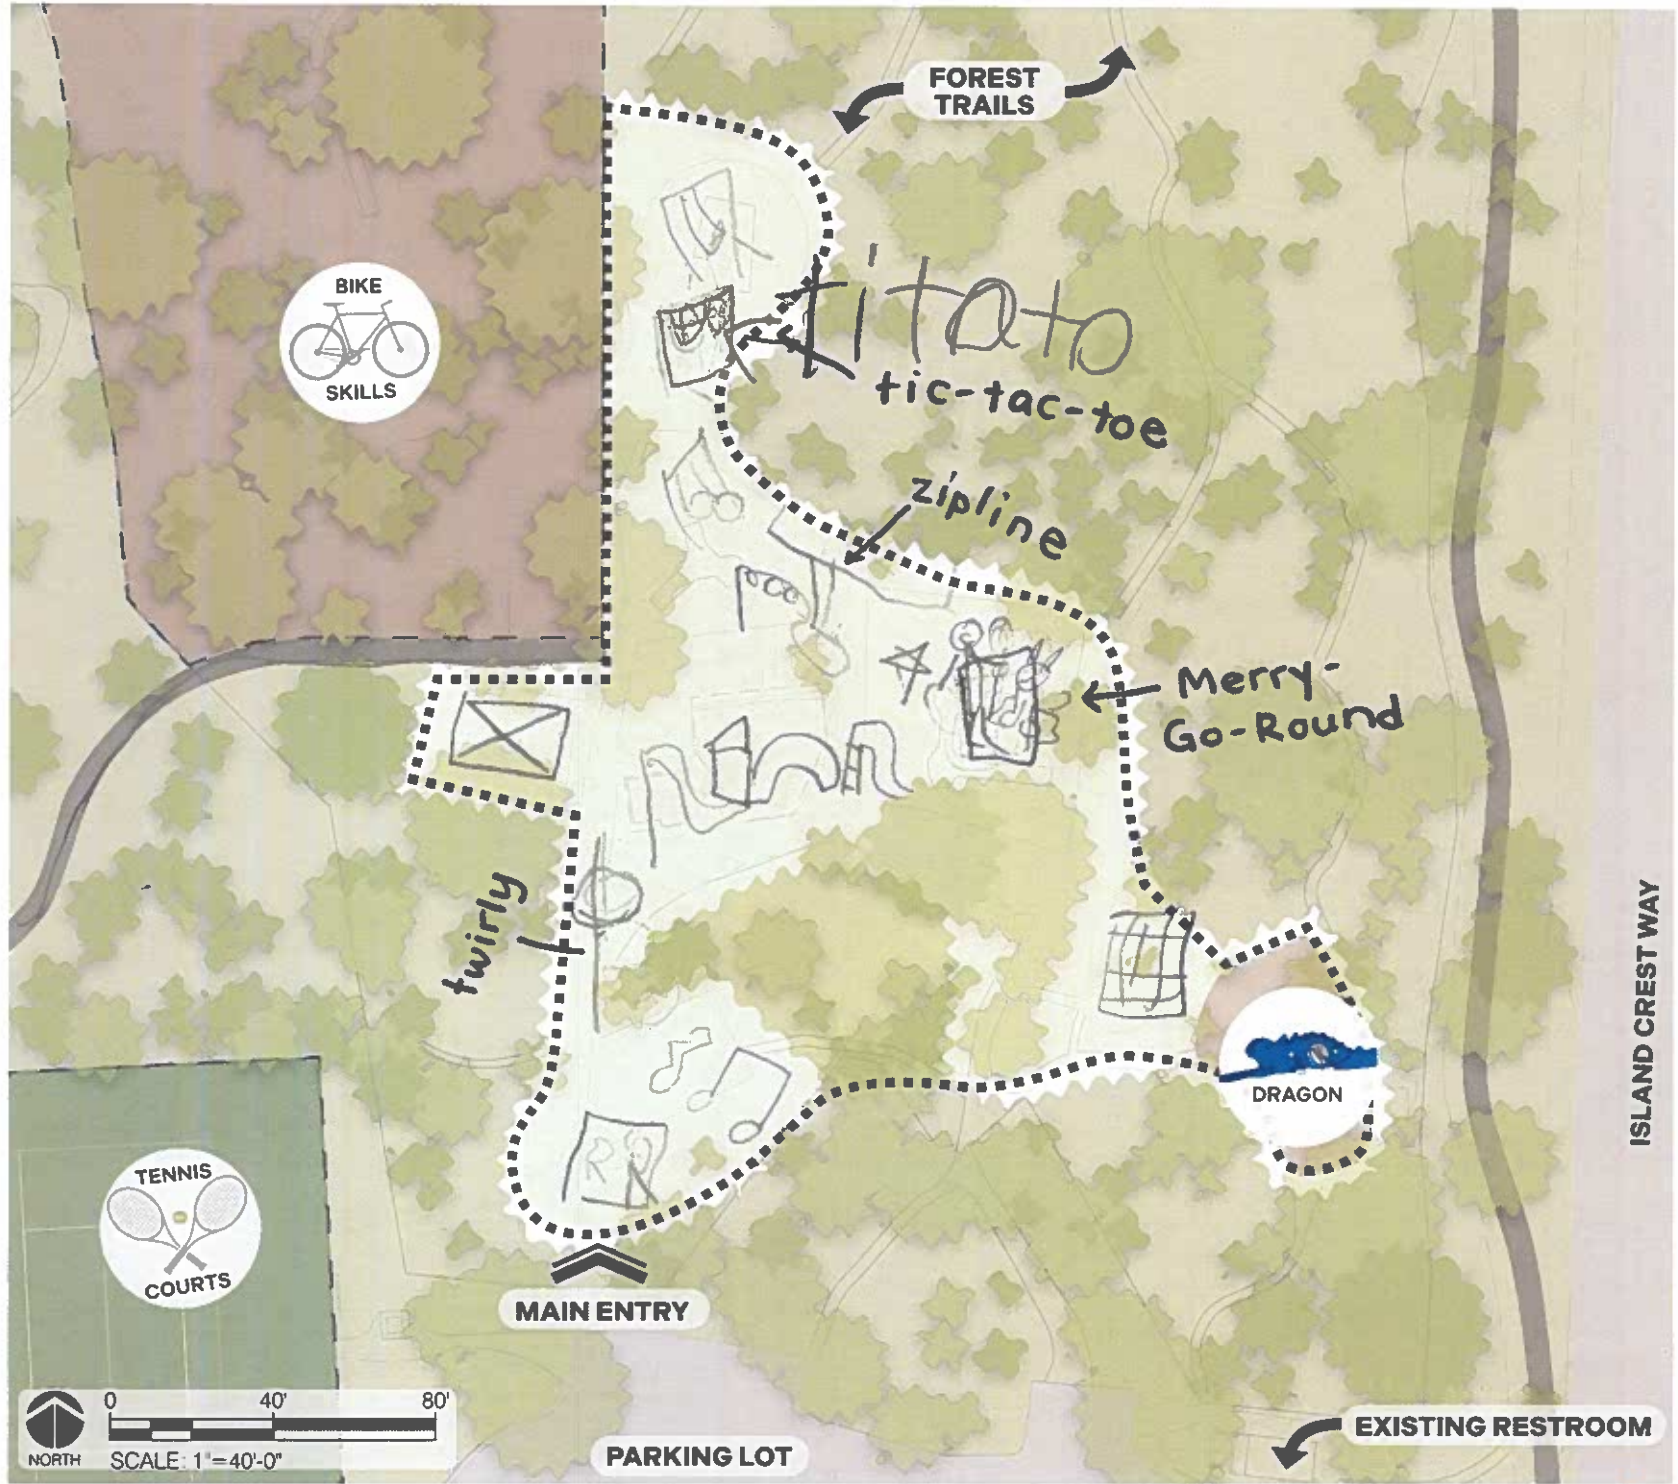 FOREST
TRAILS
BIKE
SKILLS
titato
tic-tac-toe
zipline
Merry-
Go-Round
twirly
DRAGON
ISLAND CREST WAY
TENNIS
COURTS
MAIN ENTRY
0 40' 80'
NORTH
SCALE: 1"=40'-0"
PARKING LOT
EXISTING RESTROOM